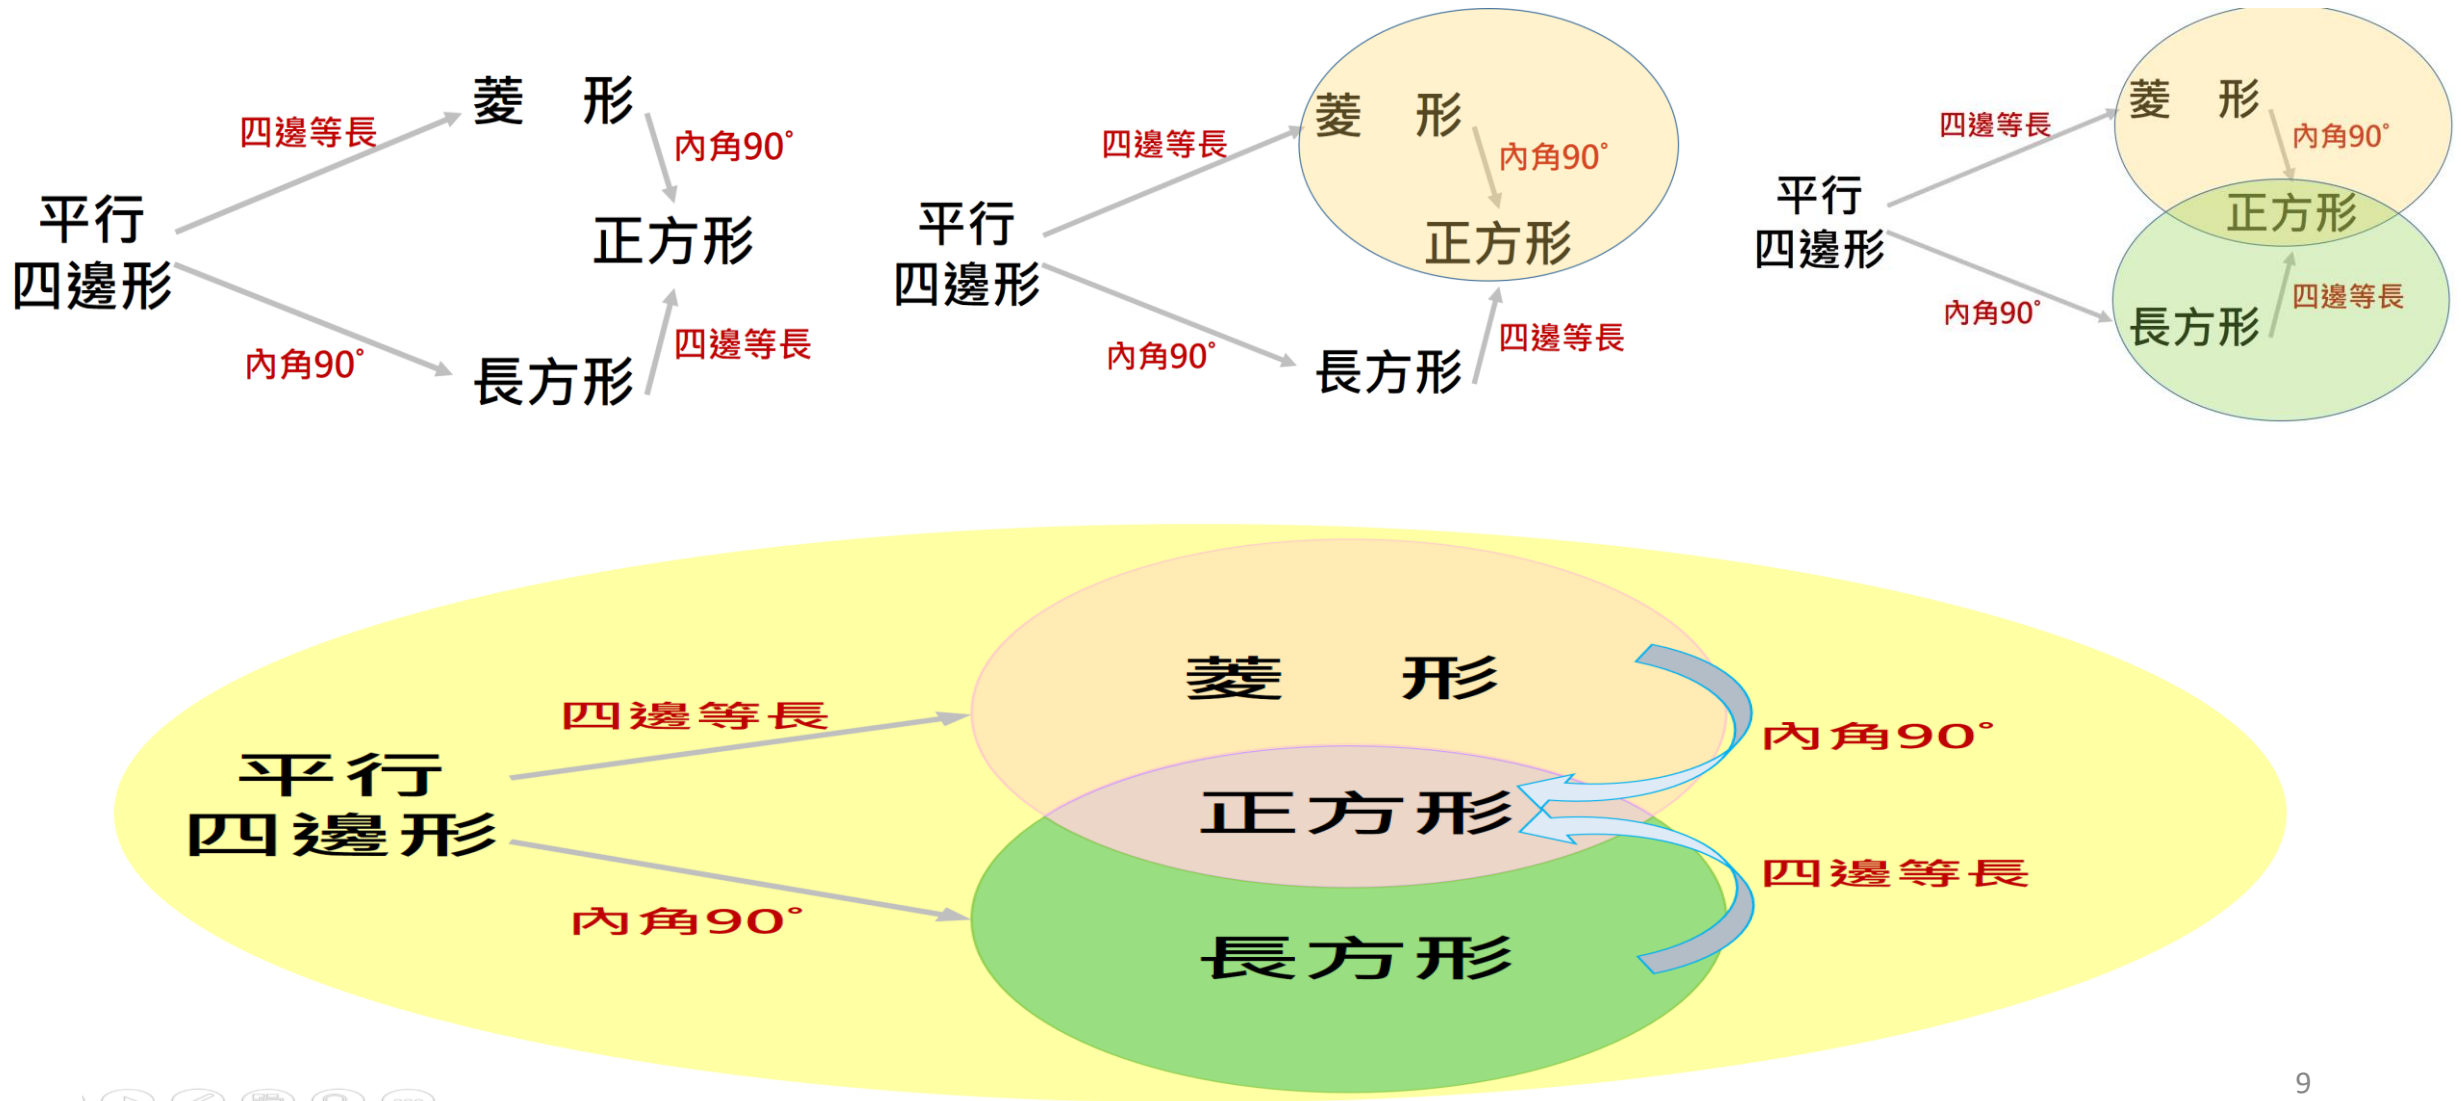 菱　形
四邊等長
內角90°
平行
四邊形
正方形
內角90°
四邊等長
長方形
菱　形
四邊等長
內角90°
平行
四邊形
正方形
內角90°
四邊等長
長方形
菱　形
四邊等長
內角90°
平行
四邊形
正方形
內角90°
四邊等長
長方形
菱　形
四邊等長
內角90°
平行
四邊形
正方形
四邊等長
內角90°
長方形
9